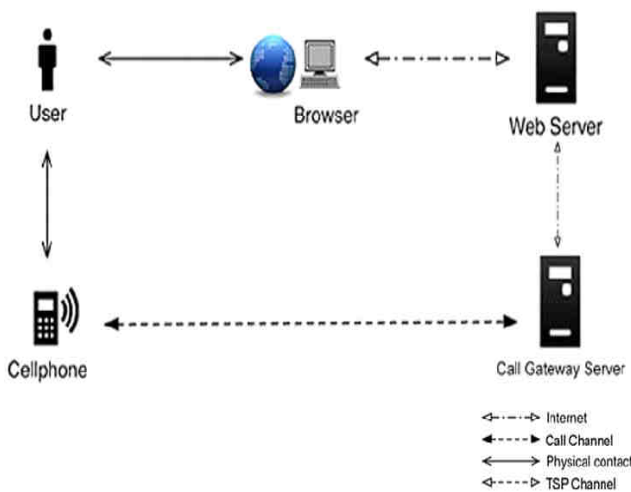 User
Browser
Web Server
Cellphone
Call Gateway Server
Internet
Call Channel
Physical contact
TSP Channel